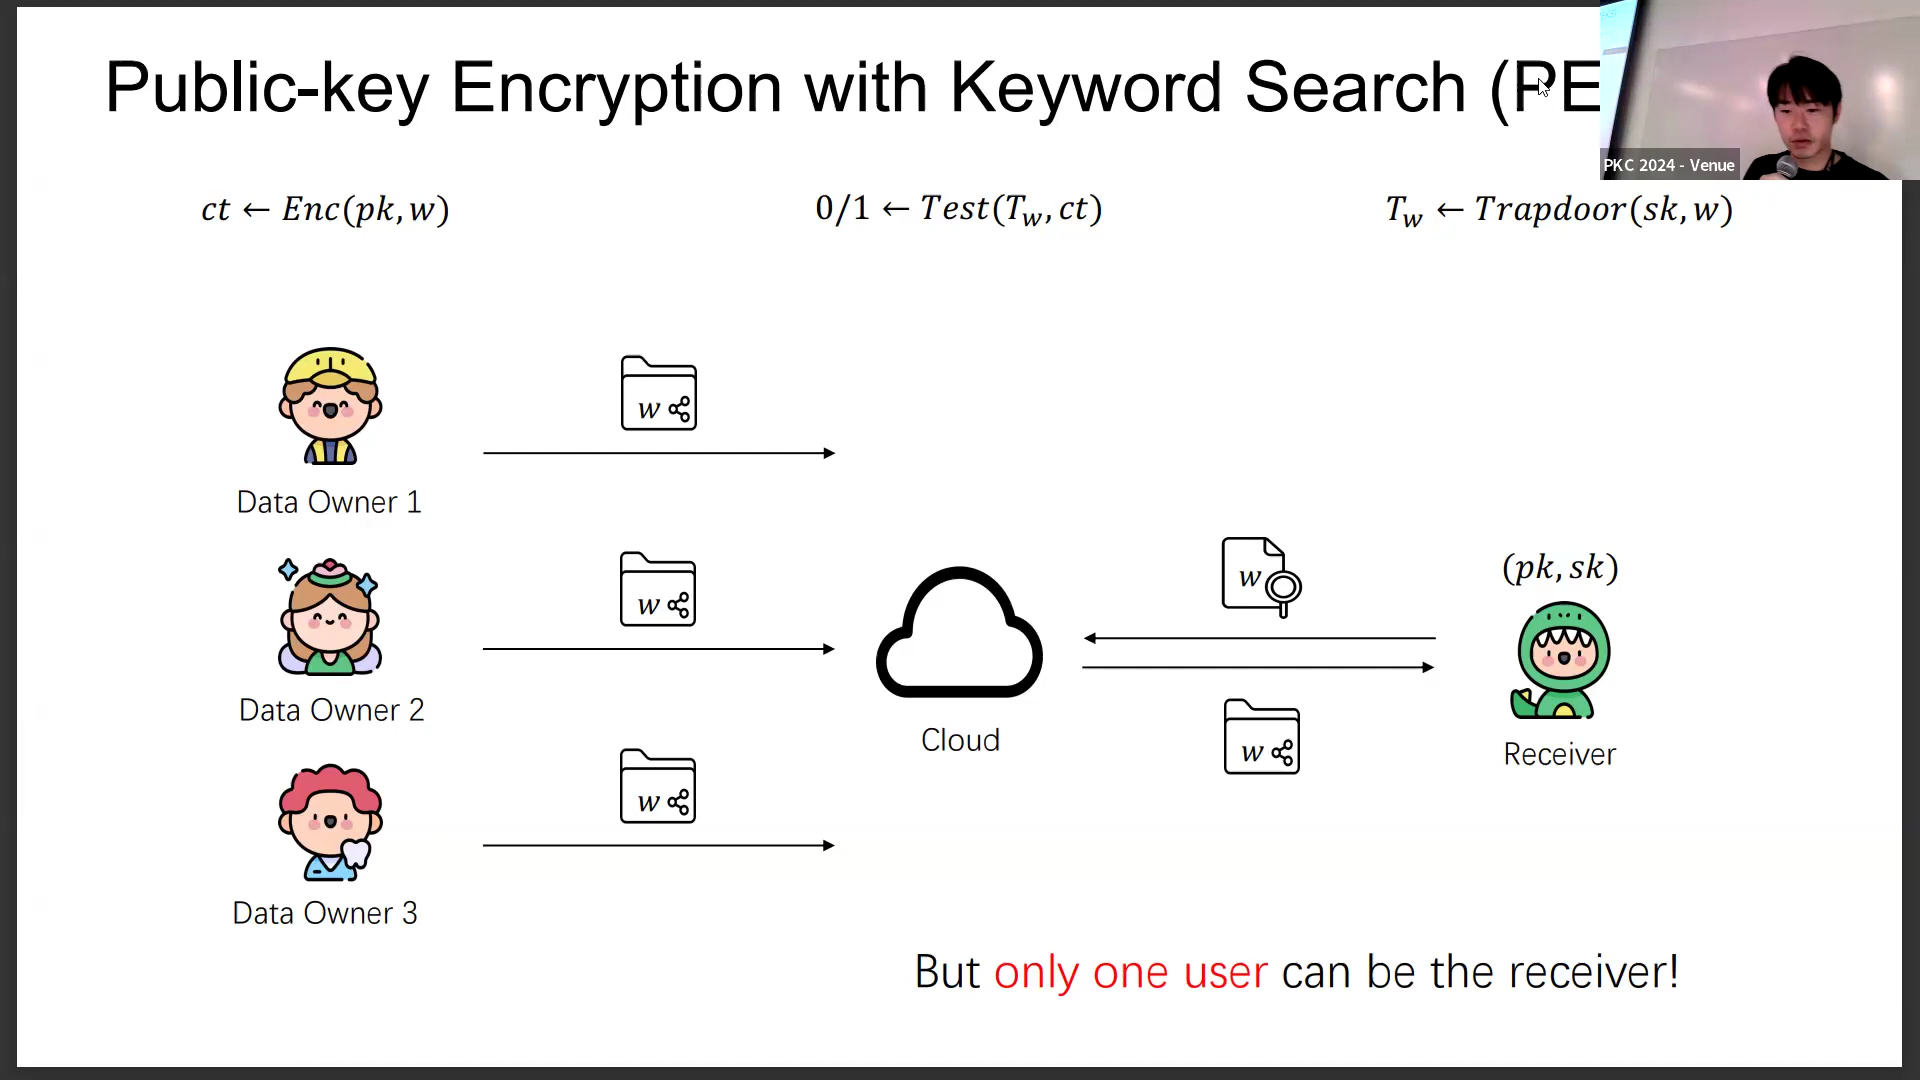 Public-key Encryption with Keyword Search (PE
PKC 2024 - Venue
ct ← Enc(pk, w)
0/1 ← Test(T_w, ct)
T_w ← Trapdoor(sk, w)
w
Data Owner 1
w
Data Owner 2
w
Data Owner 3
Cloud
w
w
(pk, sk)
Receiver
But only one user can be the receiver!